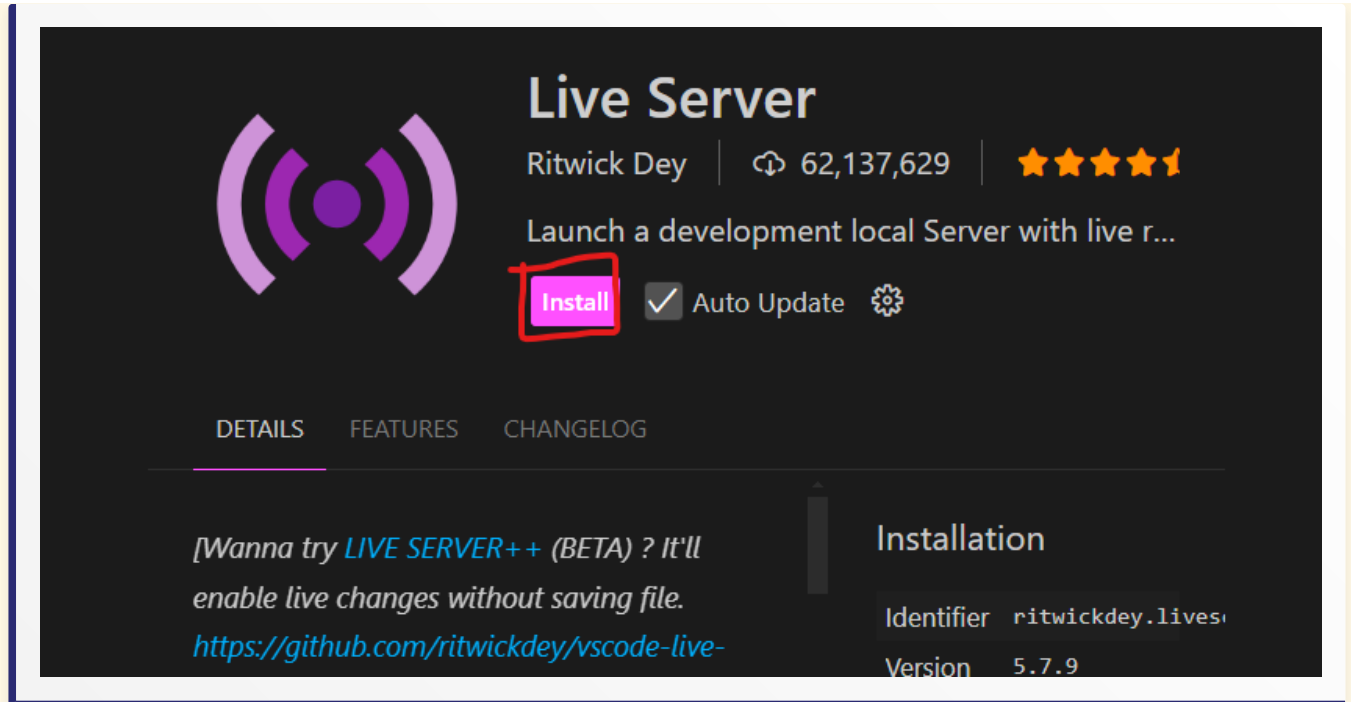 Live Server
Ritwick Dey 62,137,629
Launch a development local Server with live r...
Install Auto Update
DETAILS FEATURES CHANGELOG
[Wanna try LIVE SERVER++ (BETA) ? It'll
enable live changes without saving file.
https://github.com/ritwickdey/vscode-live-
Installation
Identifier ritwickdey.lives
Version 5.7.9